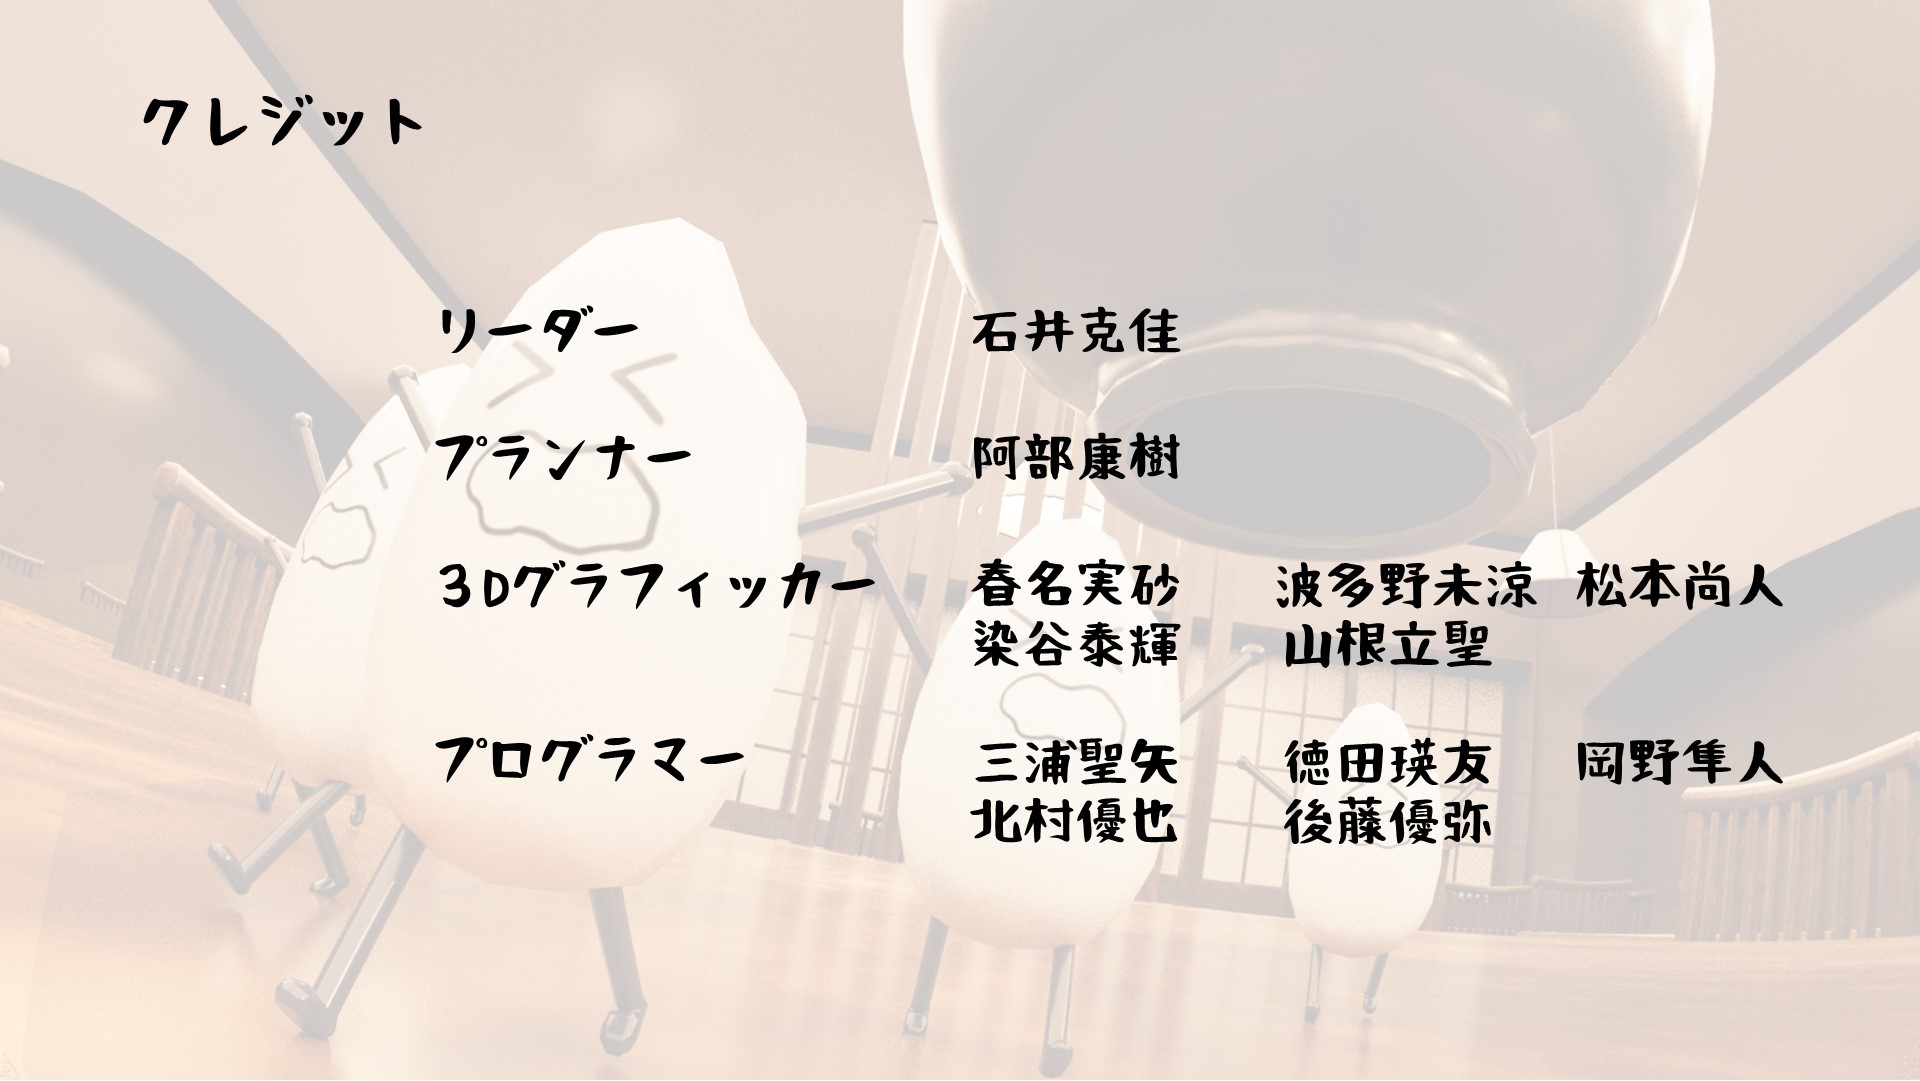 クレジット
リーダー 石井克佳
プランナー 阿部康樹
3Dグラフィッカー 春名実砂 波多野未涼 松本尚人
染谷泰輝 山根立聖
プログラマー 三浦聖矢 徳田瑛友 岡野隼人
北村優也 後藤優弥